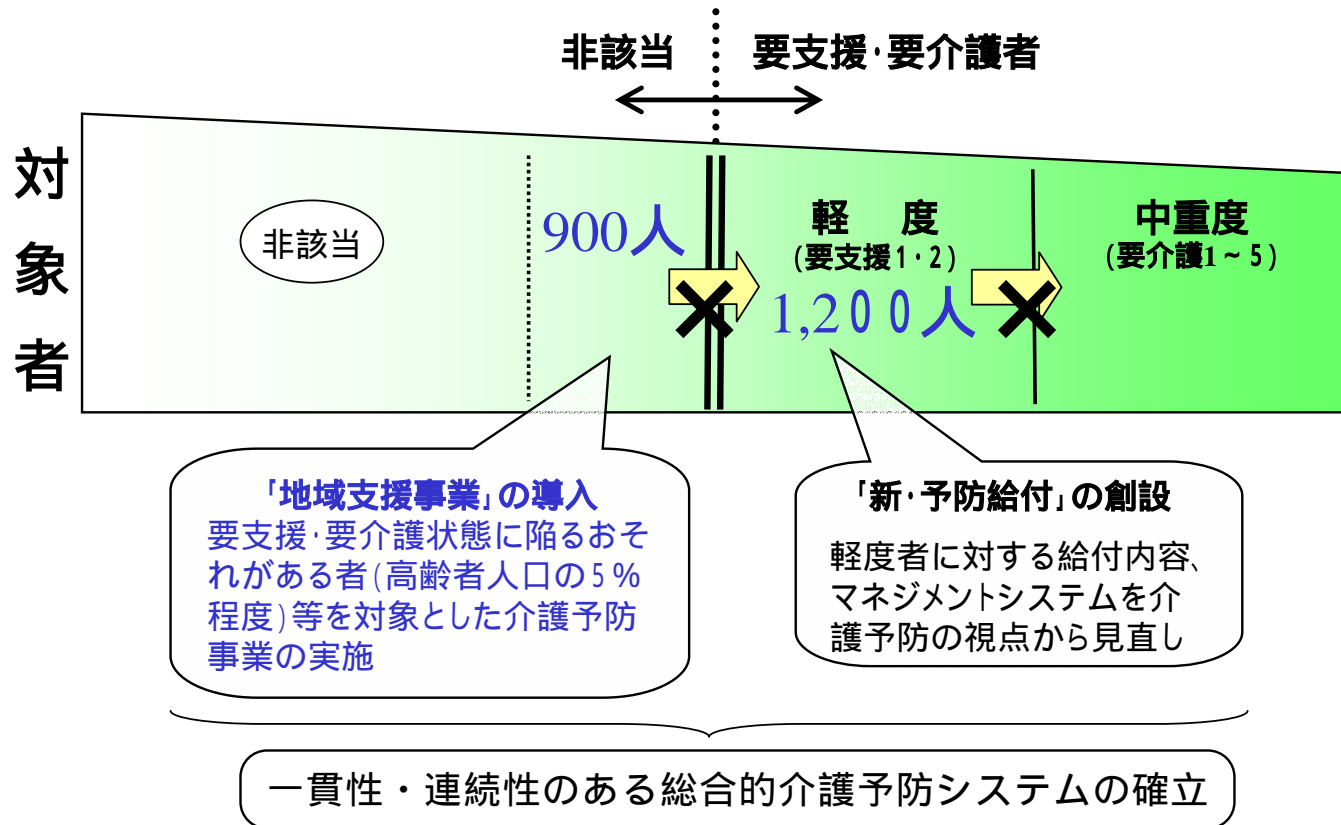 非該当
要支援・要介護者
対象者
非該当
900人
軽 度
(要支援1・2)
1,200人
中重度
(要介護1~5)
「地域支援事業」の導入
要支援・要介護状態に陥るおそ
れがある者(高齢者人口の5%
程度)等を対象とした介護予防
事業の実施
「新・予防給付」の創設
軽度者に対する給付内容、
マネジメントシステムを介
護予防の視点から見直し
一貫性・連続性のある総合的介護予防システムの確立